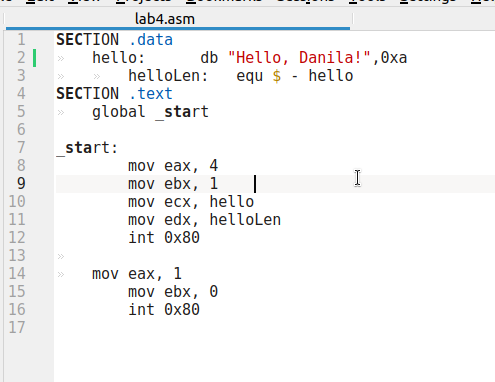 lab4.asm
1 SECTION .data
2 hello: db "Hello, Danila!",0xa
3 helloLen: equ $ - hello
4 SECTION .text
5 global _start
6
7 _start:
8 mov eax, 4
9 mov ebx, 1
10 mov ecx, hello
11 mov edx, helloLen
12 int 0x80
13
14 mov eax, 1
15 mov ebx, 0
16 int 0x80
17